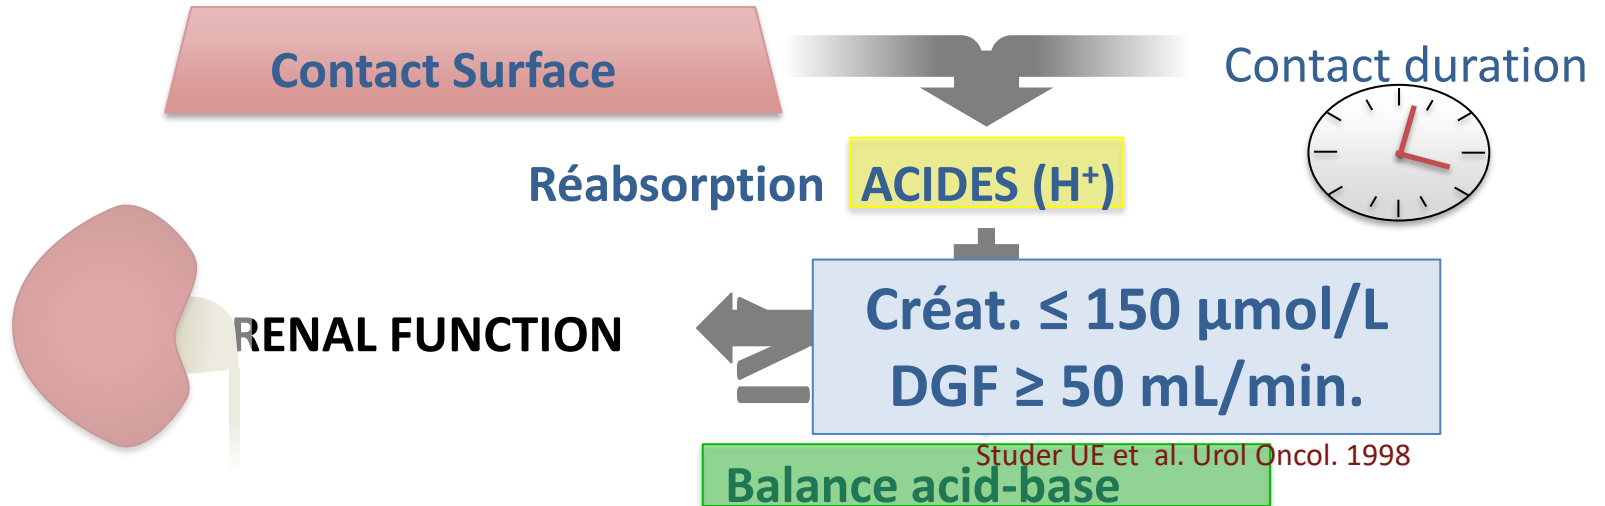 Contact Surface
Contact duration
Réabsorption ACIDES (H⁺)
RENAL FUNCTION
Créat. ≤ 150 µmol/L
DGF ≥ 50 mL/min.
Studer UE et al. Urol Oncol. 1998
Balance acid-base